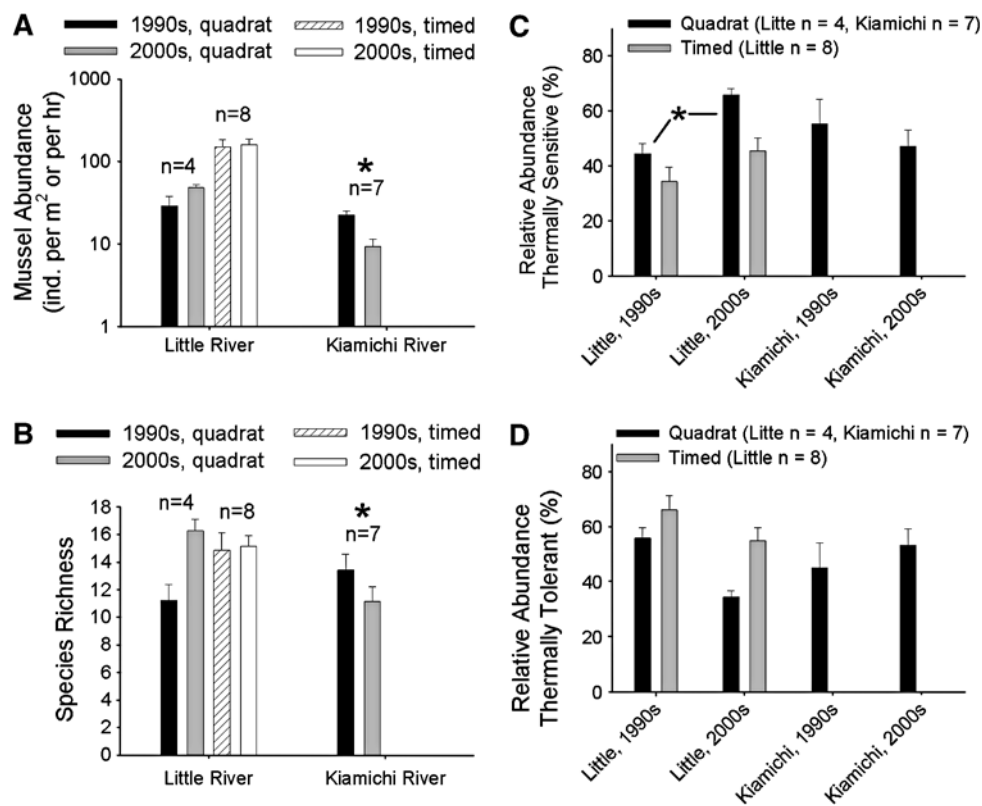 A
1990s, quadrat
1990s, timed
2000s, quadrat
2000s, timed
Mussel Abundance
(ind. per m² or per hr)
1000
100
10
1
n=4
n=8
*
n=7
Little River
Kiamichi River
B
1990s, quadrat
1990s, timed
2000s, quadrat
2000s, timed
Species Richness
18
16
14
12
10
8
6
4
2
0
n=4
n=8
*
n=7
Little River
Kiamichi River
C
Quadrat (Litte n = 4, Kiamichi n = 7)
Timed (Little n = 8)
Relative Abundance
Thermally Sensitive (%)
80
60
40
20
0
*
Little, 1990s
Little, 2000s
Kiamichi, 1990s
Kiamichi, 2000s
D
Quadrat (Litte n = 4, Kiamichi n = 7)
Timed (Little n = 8)
Relative Abundance
Thermally Tolerant (%)
80
60
40
20
0
Little, 1990s
Little, 2000s
Kiamichi, 1990s
Kiamichi, 2000s